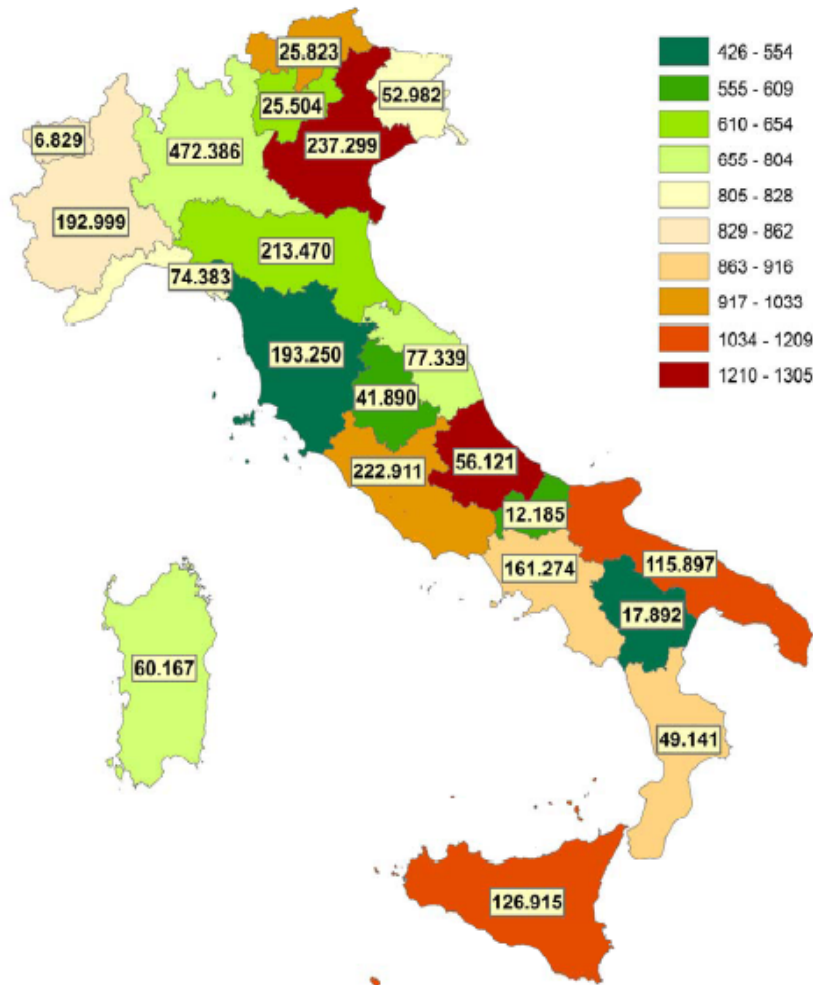 25.823
426 - 554
52.982
555 - 609
25.504
610 - 654
6.829
237.299
472.386
655 - 804
805 - 828
192.999
829 - 862
213.470
863 - 916
74.383
917 - 1033
193.250
77.339
1034 - 1209
41.890
1210 - 1305
222.911
56.121
12.185
161.274
115.897
17.892
60.167
49.141
126.915